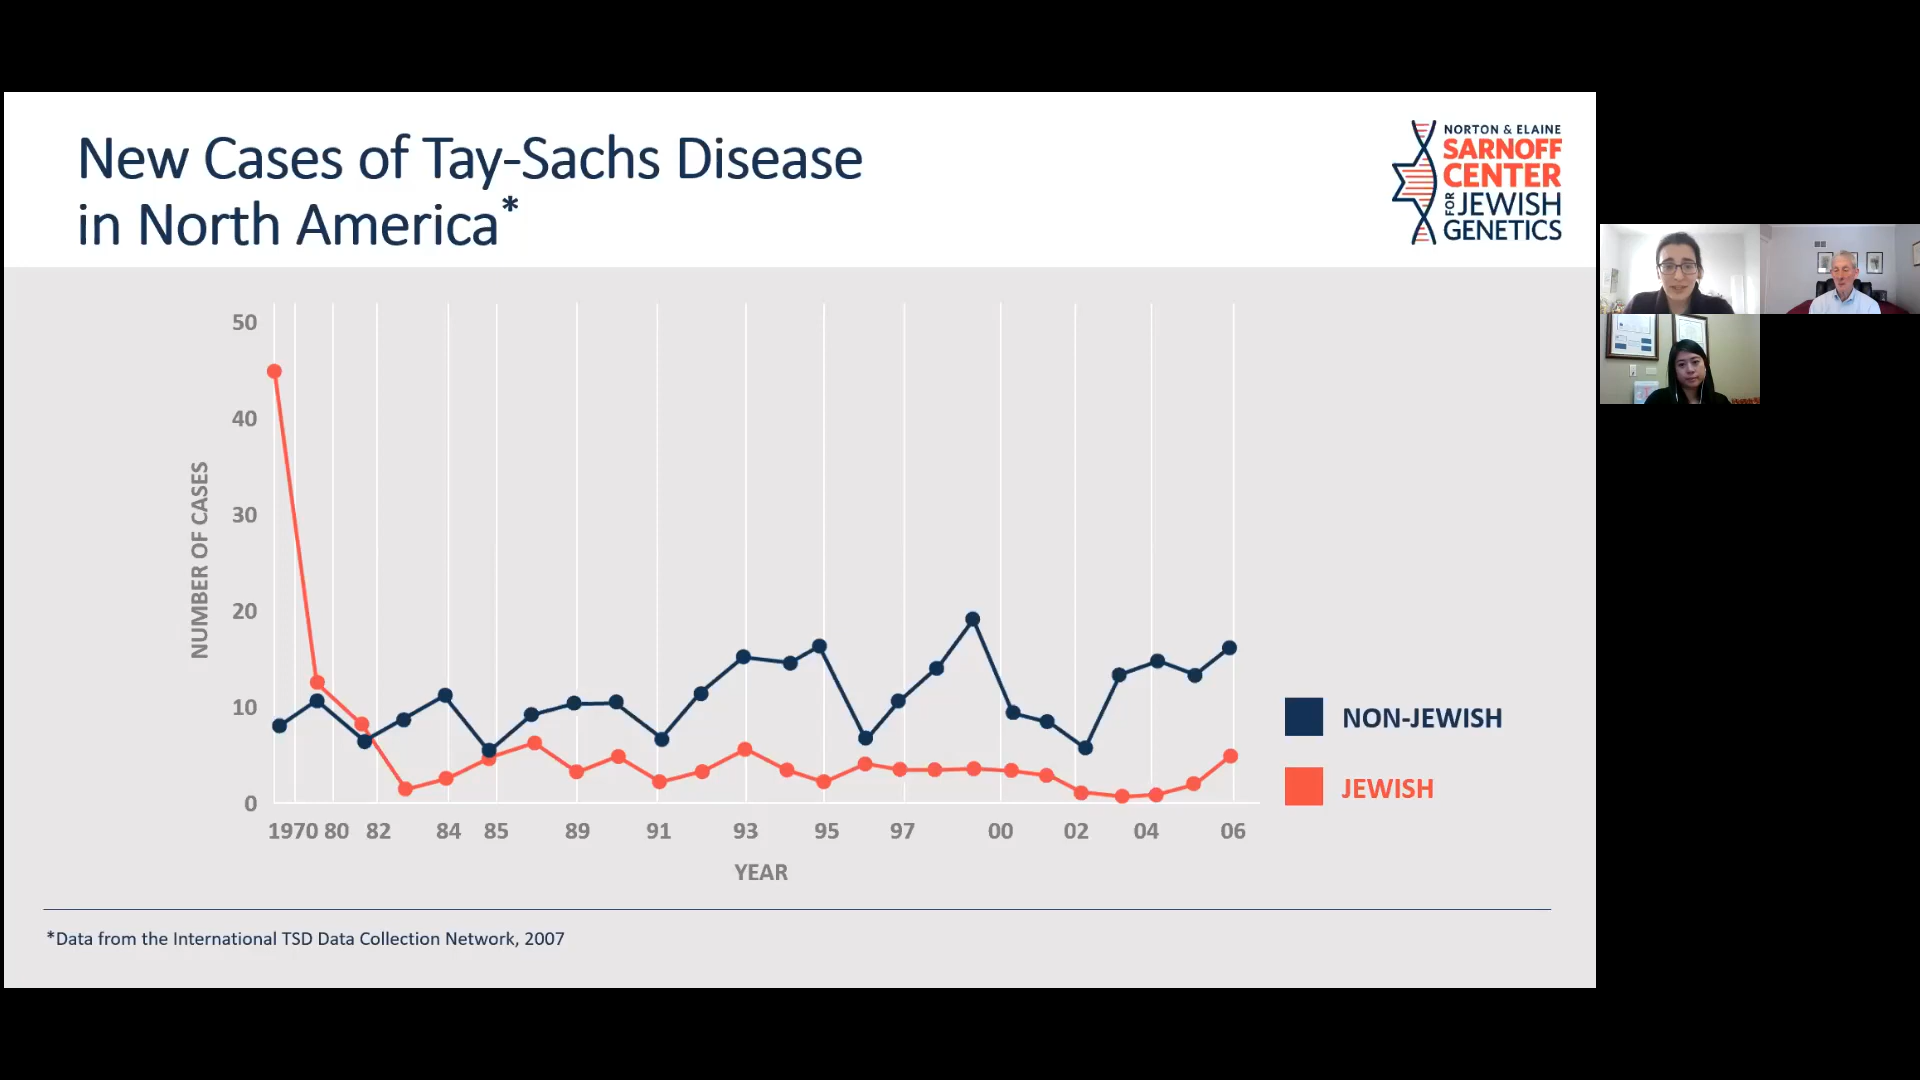 New Cases of Tay-Sachs Disease
in North America*
NORTON & ELAINE
SARNOFF
CENTER
FOR JEWISH
GENETICS
50
40
30
20
10
0
NUMBER OF CASES
1970 80 82 84 85 89 91 93 95 97 00 02 04 06
YEAR
NON-JEWISH
JEWISH
*Data from the International TSD Data Collection Network, 2007